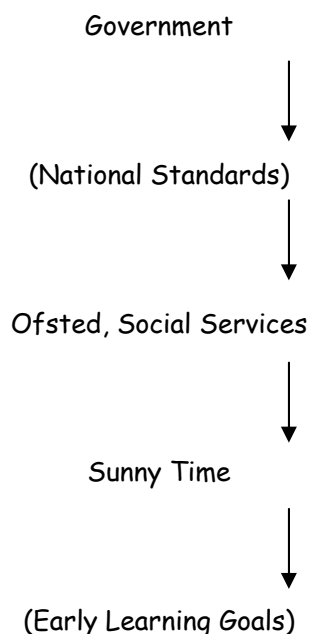 Government
(National Standards)
Ofsted, Social Services
Sunny Time
(Early Learning Goals)